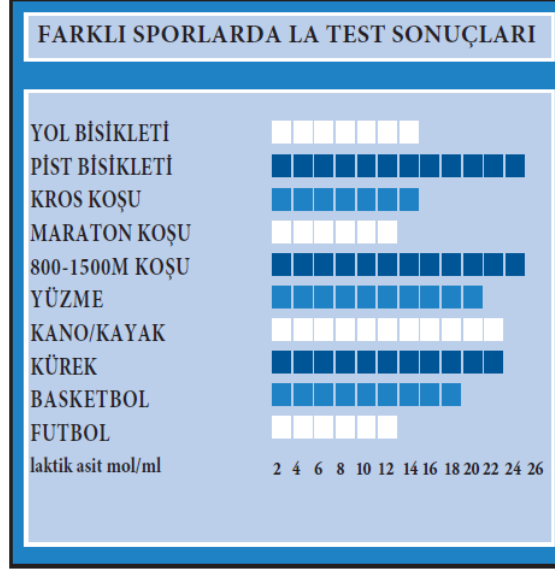 FARKLI SPORLARDA LA TEST SONUÇLARI
YOL BİSİKLETİ
PİST BİSİKLETİ
KROS KOŞU
MARATON KOŞU
800-1500M KOŞU
YÜZME
KANO/KAYAK
KÜREK
BASKETBOL
FUTBOL
laktik asit mol/ml 2 4 6 8 10 12 14 16 18 20 22 24 26